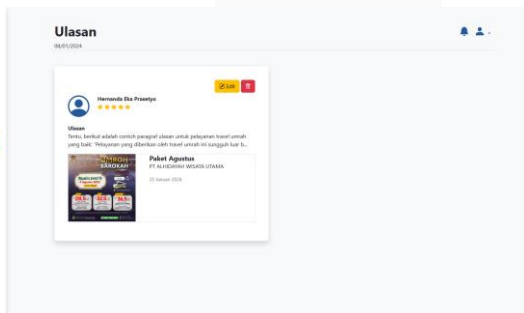 Ulasan
08/01/2024
Edit
Hernanda Eka Prasetyo
Ulasan
Tentu, berikut adalah contoh paragraf ulasan untuk pelayanan travel umrah
yang baik: "Pelayanan yang diberikan oleh travel umrah ini sungguh luar b...
UMROH
BAROKAH
Paket Agustus
PT ALHIDAYAH WISATA UTAMA
25 Januari 2024